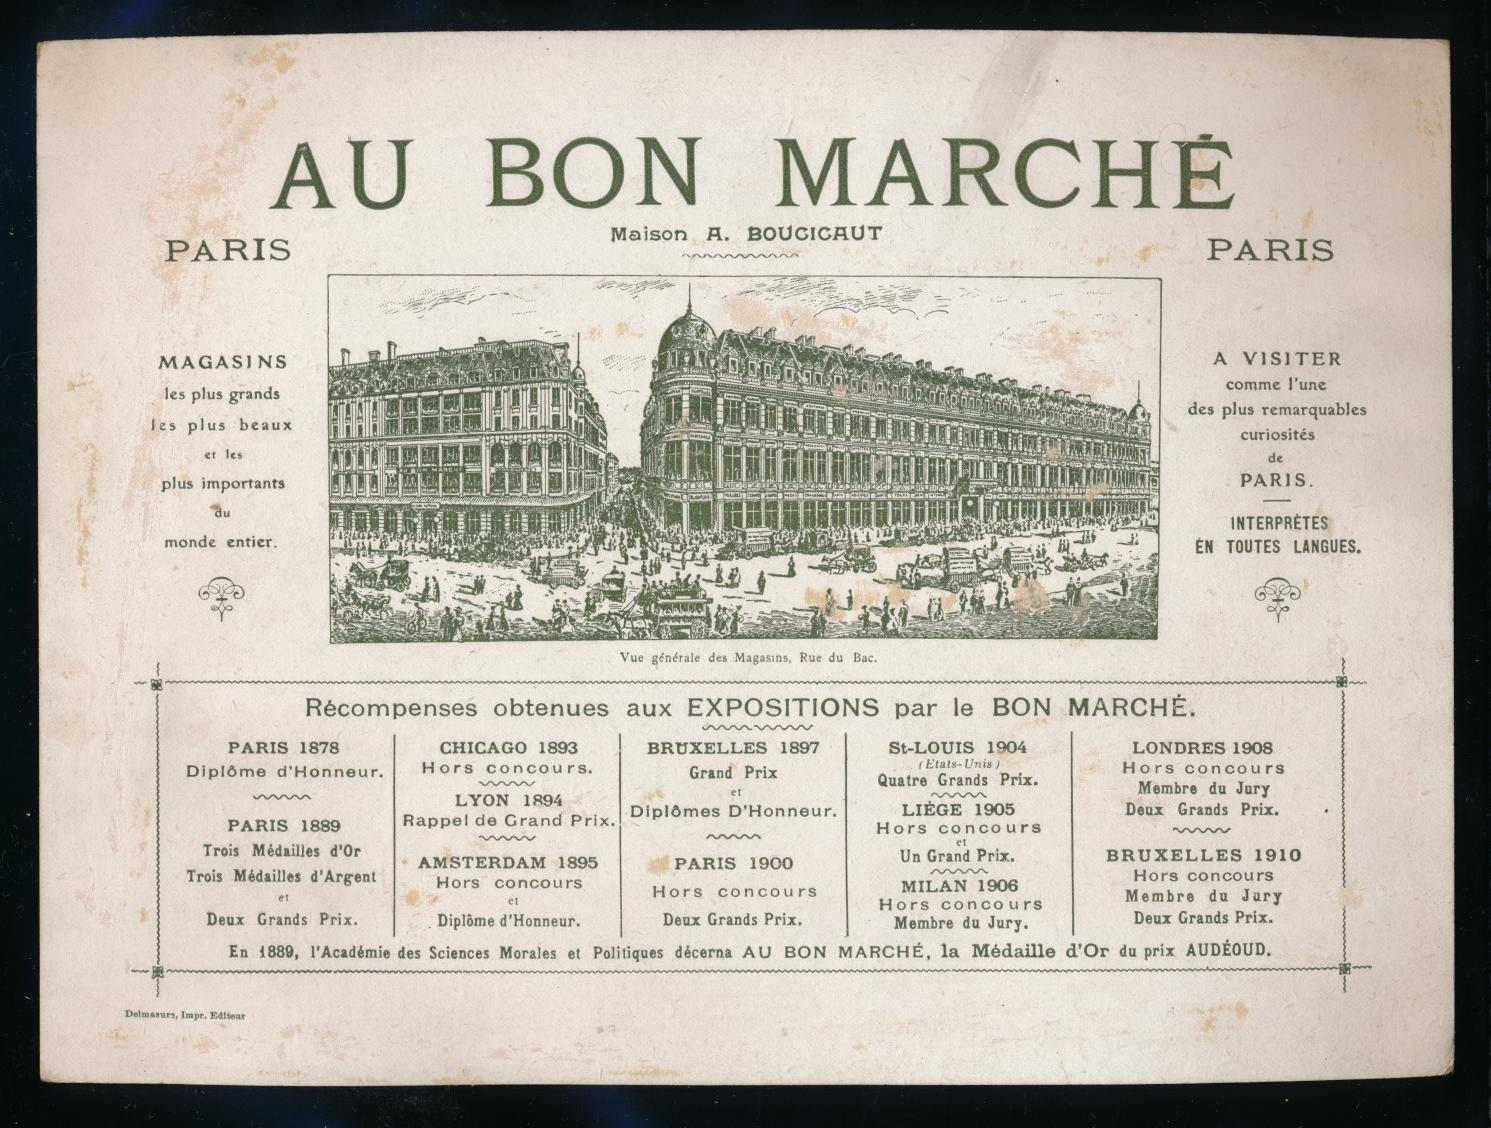 AU BON MARCHÉ
Maison A. BOUCICAUT
PARIS
PARIS
MAGASINS
les plus grands
les plus beaux
et les
plus importants
du
monde entier.
A VISITER
comme l'une
des plus remarquables
curiosités
de
PARIS.
INTERPRÈTES
EN TOUTES LANGUES.
Vue générale des Magasins, Rue du Bac.
Récompenses obtenues aux EXPOSITIONS par le BON MARCHÉ.
PARIS 1878
Diplôme d'Honneur.
PARIS 1889
Trois Médailles d'Or
Trois Médailles d'Argent
et
Deux Grands Prix.
CHICAGO 1893
Hors concours.
LYON 1894
Rappel de Grand Prix.
AMSTERDAM 1895
Hors concours
et
Diplôme d'Honneur.
BRUXELLES 1897
Grand Prix
et
Diplômes D'Honneur.
PARIS 1900
Hors concours
Deux Grands Prix.
St-LOUIS 1904
(Etats-Unis)
Quatre Grands Prix.
LIÈGE 1905
Hors concours
et
Un Grand Prix.
MILAN 1906
Hors concours
Membre du Jury.
LONDRES 1908
Hors concours
Membre du Jury
Deux Grands Prix.
BRUXELLES 1910
Hors concours
Membre du Jury
Deux Grands Prix.
En 1889, l'Académie des Sciences Morales et Politiques décerna AU BON MARCHÉ, la Médaille d'Or du prix AUDÉOUD.
Delmasure, Impr. Editeur